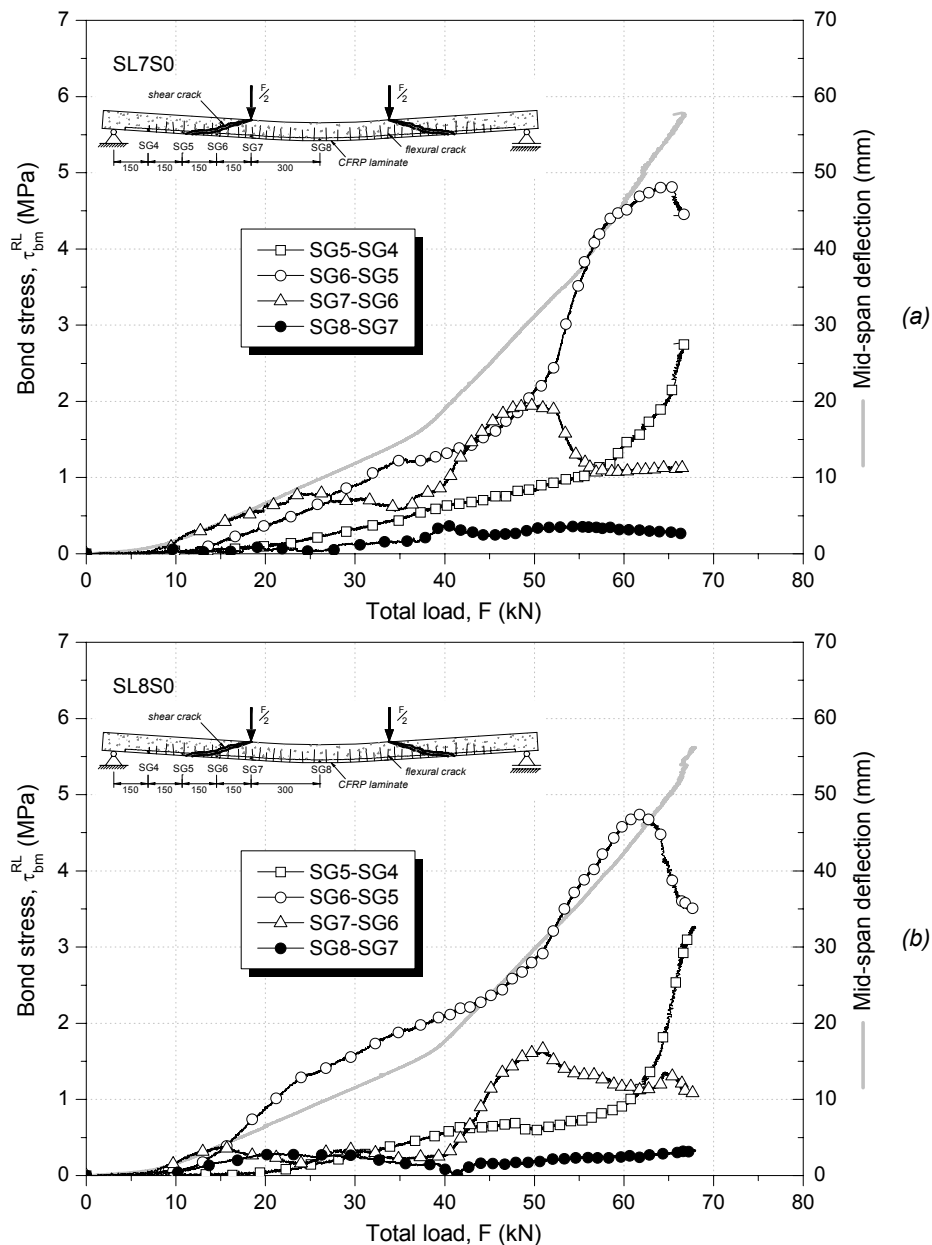 7
6
5
4
3
2
1
0
Bond stress, τ_bm^RL (MPa)
70
60
50
40
30
20
10
0
Mid-span deflection (mm)
SL7S0
shear crack
F/2
F/2
SG4 SG5 SG6 SG7 SG8
flexural crack
150 150 150 150 300
CFRP laminate
SG5-SG4
SG6-SG5
SG7-SG6
SG8-SG7
(a)
0 10 20 30 40 50 60 70 80
Total load, F (kN)
7
6
5
4
3
2
1
0
Bond stress, τ_bm^RL (MPa)
70
60
50
40
30
20
10
0
Mid-span deflection (mm)
SL8S0
shear crack
F/2
F/2
SG4 SG5 SG6 SG7 SG8
flexural crack
150 150 150 150 300
CFRP laminate
SG5-SG4
SG6-SG5
SG7-SG6
SG8-SG7
(b)
0 10 20 30 40 50 60 70 80
Total load, F (kN)